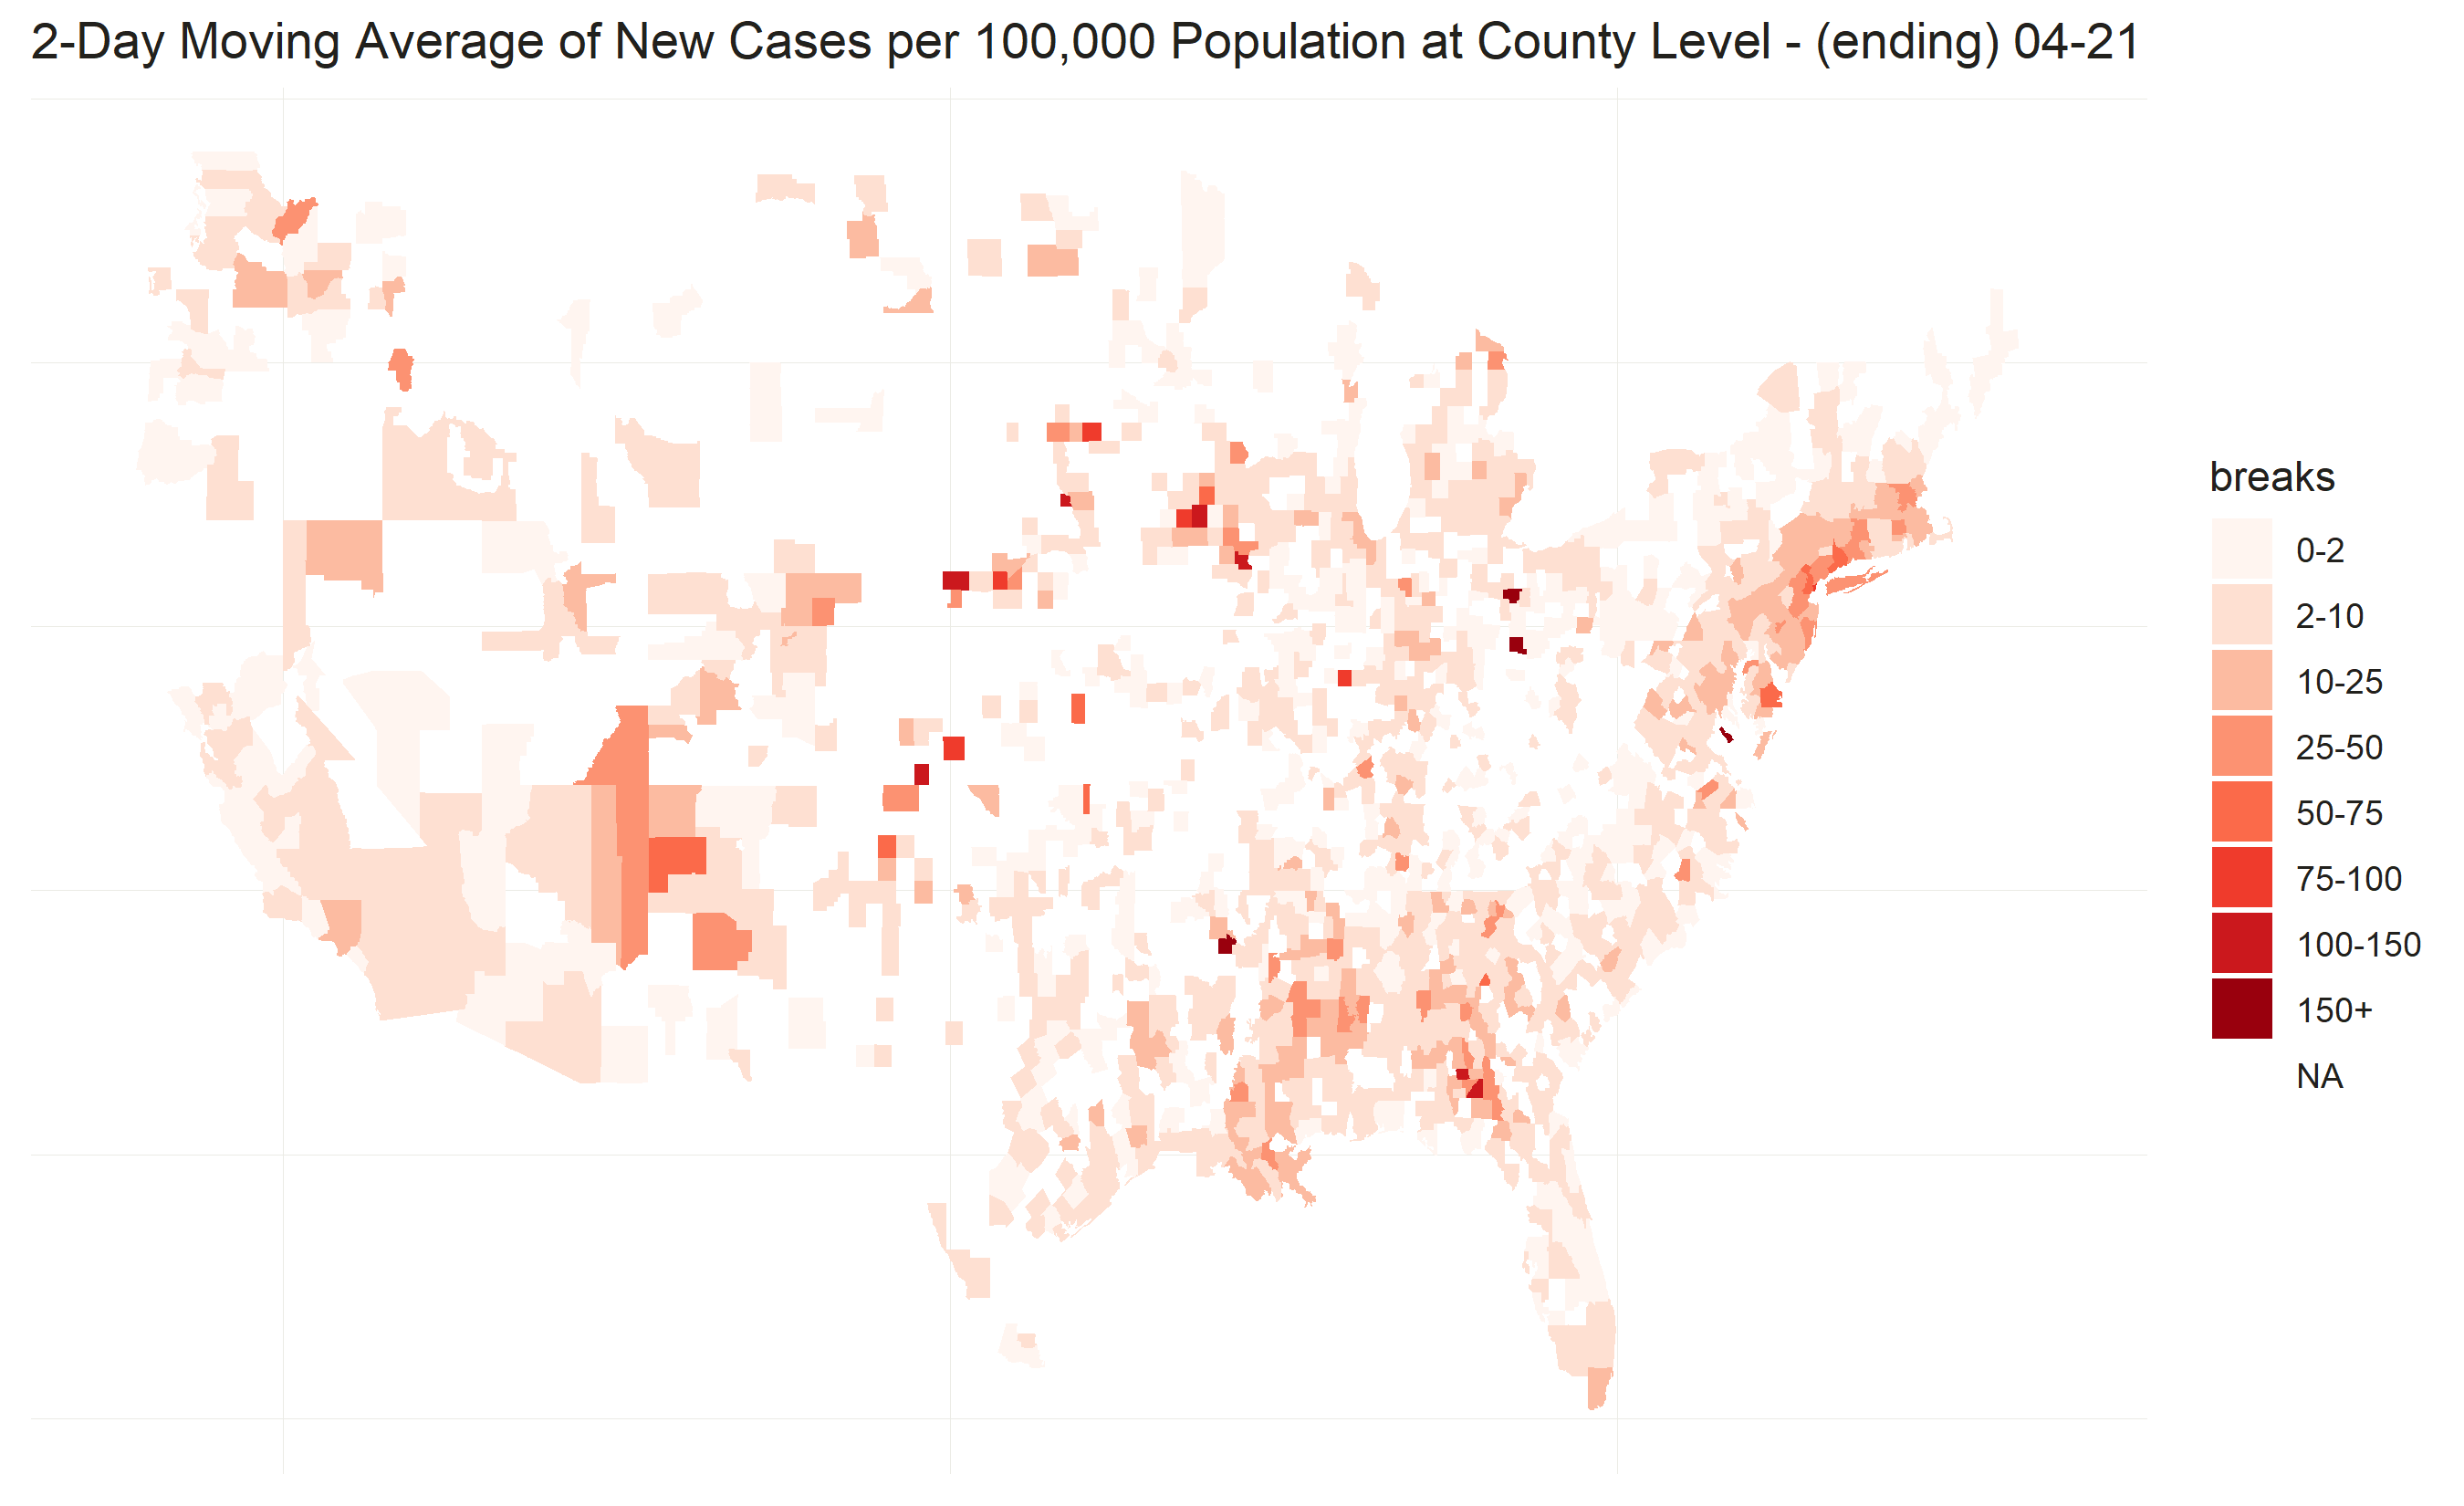 2-Day Moving Average of New Cases per 100,000 Population at County Level - (ending) 04-21
breaks
0-2
2-10
10-25
25-50
50-75
75-100
100-150
150+
NA